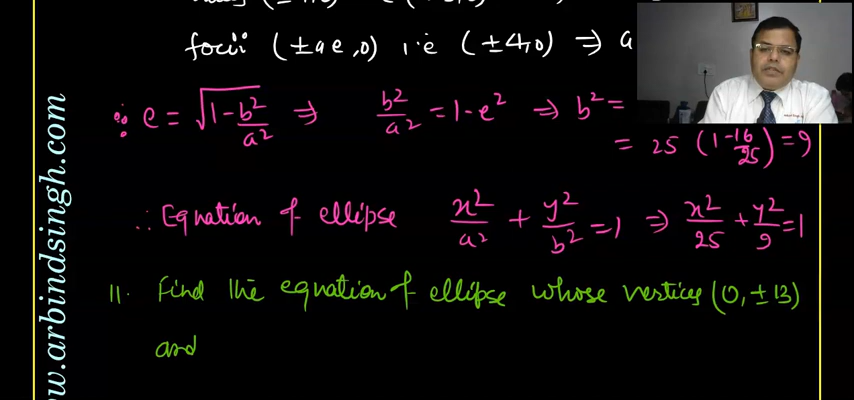 focii (±ae,0) i.e (±4,0) ⇒ a
∴ e = √(1-b²/a²) ⇒ b²/a² = 1-e² ⇒ b² =
= 25 (1-16/25) = 9
∴ Equation of ellipse x²/a² + y²/b² = 1 ⇒ x²/25 + y²/9 = 1
11. Find the equation of ellipse whose vertices (0, ±13)
and
w.arbindsingh.com